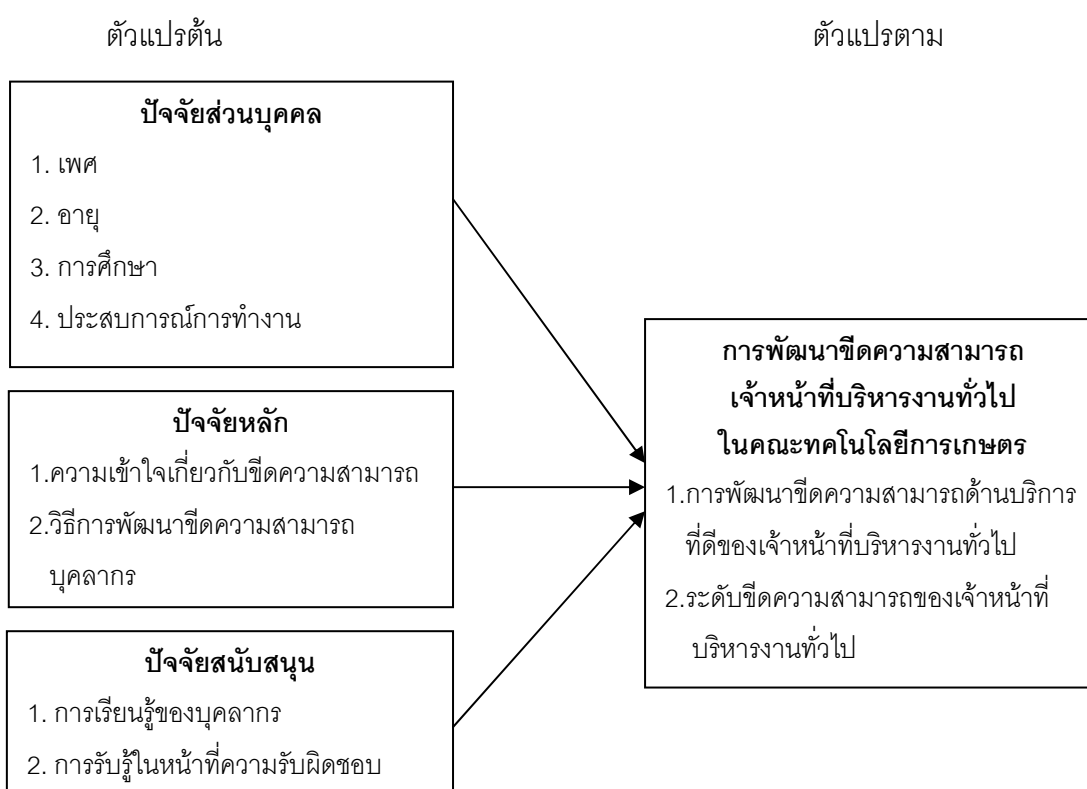 ตัวแปรต้น
ตัวแปรตาม
ปัจจัยส่วนบุคคล
1. เพศ
2. อายุ
3. การศึกษา
4. ประสบการณ์การทำงาน
ปัจจัยหลัก
1.ความเข้าใจเกี่ยวกับขีดความสามารถ
2.วิธีการพัฒนาขีดความสามารถ
บุคลากร
ปัจจัยสนับสนุน
1. การเรียนรู้ของบุคลากร
2. การรับรู้ในหน้าที่ความรับผิดชอบ
การพัฒนาขีดความสามารถ
เจ้าหน้าที่บริหารงานทั่วไป
ในคณะทคโนโลยีการเกษตร
1.การพัฒนาขีดความสามารถด้านบริการ
ที่ดีของเจ้าหน้าที่บริหารงานทั่วไป
2.ระดับขีดความสามารถของเจ้าหน้าที่
บริหารงานทั่วไป